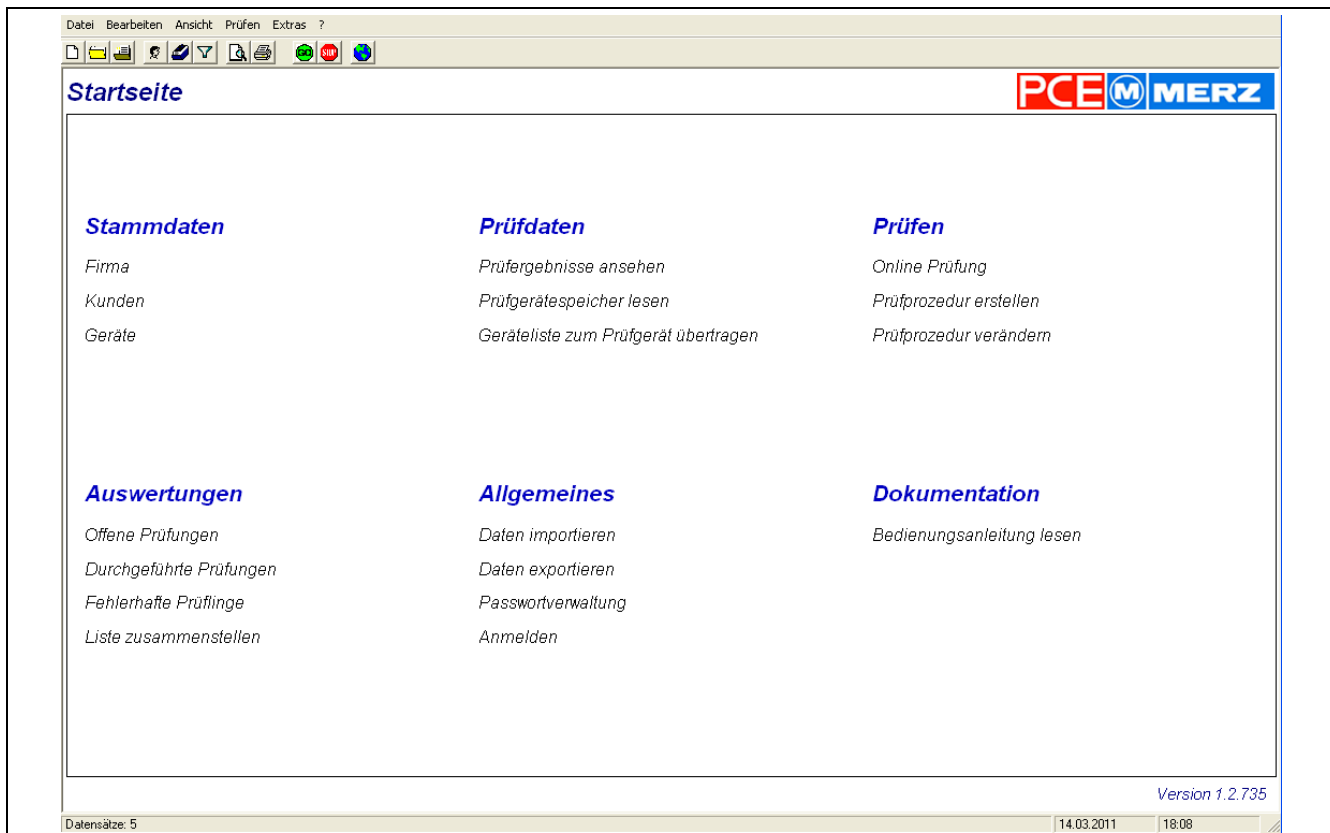 Datei Bearbeiten Ansicht Prüfen Extras ?
GO STOP
Startseite
PCE M MERZ
Stammdaten Prüfdaten Prüfen
Firma Prüfergebnisse ansehen Online Prüfung
Kunden Prüfgerätespeicher lesen Prüfprozedur erstellen
Geräte Geräteliste zum Prüfgerät übertragen Prüfprozedur verändern
Auswertungen Allgemeines Dokumentation
Offene Prüfungen Daten importieren Bedienungsanleitung lesen
Durchgeführte Prüfungen Daten exportieren
Fehlerhafte Prüflinge Passwortverwaltung
Liste zusammenstellen Anmelden
Version 1.2.735
Datensätze: 5 14.03.2011 18:08